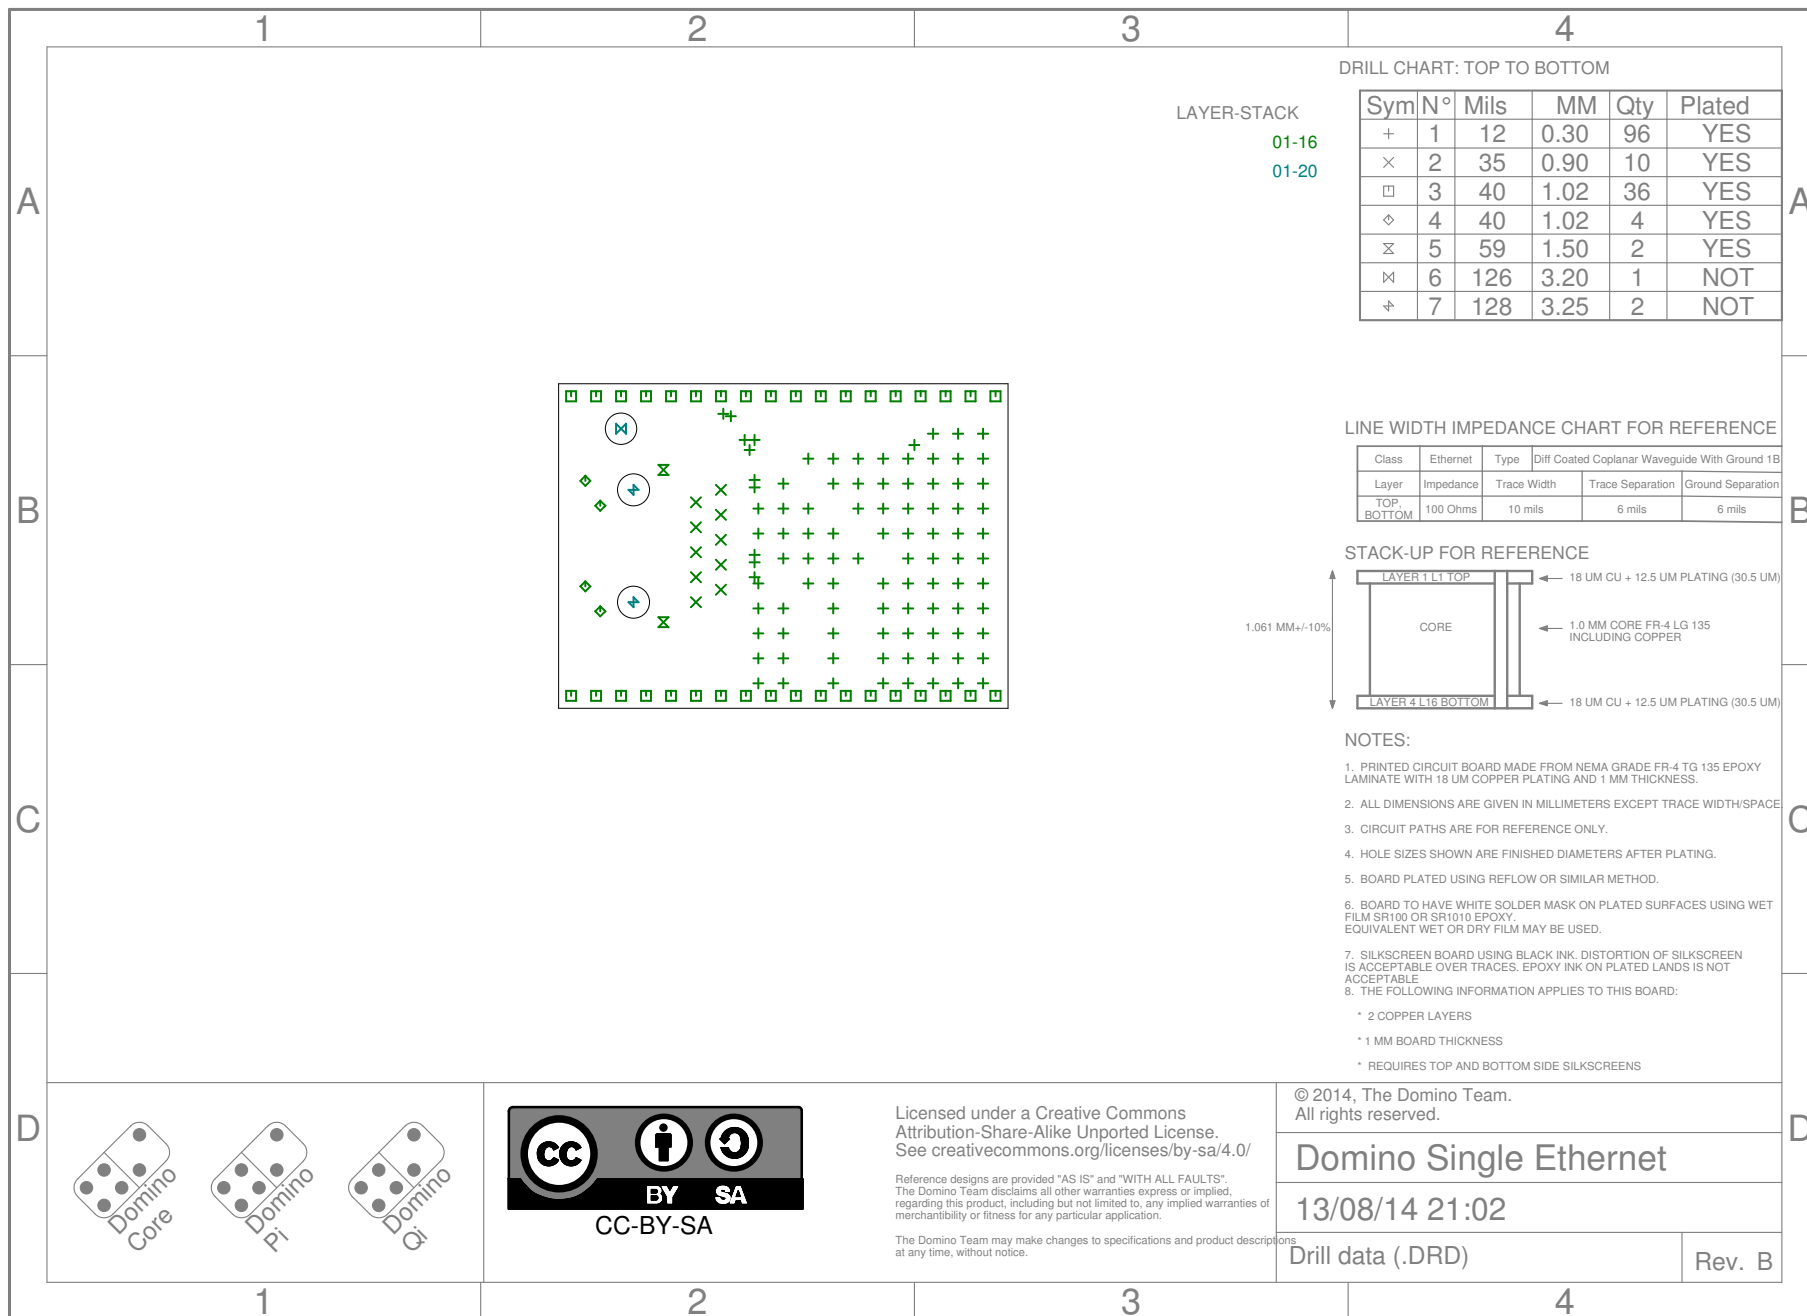 1 2 3 4
DRILL CHART: TOP TO BOTTOM
LAYER-STACK
01-16
01-20
Sym N° Mils MM Qty Plated
+ 1 12 0.30 96 YES
× 2 35 0.90 10 YES
3 40 1.02 36 YES
4 40 1.02 4 YES
5 59 1.50 2 YES
6 126 3.20 1 NOT
7 128 3.25 2 NOT
A A
LINE WIDTH IMPEDANCE CHART FOR REFERENCE
Class Ethernet Type Diff Coated Coplanar Waveguide With Ground 1B
Layer Impedance Trace Width Trace Separation Ground Separation
TOP,
BOTTOM 100 Ohms 10 mils 6 mils 6 mils
B B
STACK-UP FOR REFERENCE
LAYER 1 L1 TOP
18 UM CU + 12.5 UM PLATING (30.5 UM)
1.061 MM+/-10%
CORE
1.0 MM CORE FR-4 LG 135
INCLUDING COPPER
LAYER 4 L16 BOTTOM
18 UM CU + 12.5 UM PLATING (30.5 UM)
NOTES:
1. PRINTED CIRCUIT BOARD MADE FROM NEMA GRADE FR-4 TG 135 EPOXY
LAMINATE WITH 18 UM COPPER PLATING AND 1 MM THICKNESS.
2. ALL DIMENSIONS ARE GIVEN IN MILLIMETERS EXCEPT TRACE WIDTH/SPACE
C C
3. CIRCUIT PATHS ARE FOR REFERENCE ONLY.
4. HOLE SIZES SHOWN ARE FINISHED DIAMETERS AFTER PLATING.
5. BOARD PLATED USING REFLOW OR SIMILAR METHOD.
6. BOARD TO HAVE WHITE SOLDER MASK ON PLATED SURFACES USING WET
FILM SR100 OR SR1010 EPOXY.
EQUIVALENT WET OR DRY FILM MAY BE USED.
7. SILKSCREEN BOARD USING BLACK INK. DISTORTION OF SILKSCREEN
IS ACCEPTABLE OVER TRACES. EPOXY INK ON PLATED LANDS IS NOT
ACCEPTABLE
8. THE FOLLOWING INFORMATION APPLIES TO THIS BOARD:
* 2 COPPER LAYERS
* 1 MM BOARD THICKNESS
* REQUIRES TOP AND BOTTOM SIDE SILKSCREENS
D D
Domino
Core
Domino
Pi
Domino
Qi
cc
BY SA
CC-BY-SA
Licensed under a Creative Commons
Attribution-Share-Alike Unported License.
See creativecommons.org/licenses/by-sa/4.0/
Reference designs are provided "AS IS" and "WITH ALL FAULTS".
The Domino Team disclaims all other warranties express or implied,
regarding this product, including but not limited to, any implied warranties of
merchantibility or fitness for any particular application.
The Domino Team may make changes to specifications and product descriptions
at any time, without notice.
© 2014, The Domino Team.
All rights reserved.
Domino Single Ethernet
13/08/14 21:02
Drill data (.DRD)
Rev. B
1 2 3 4